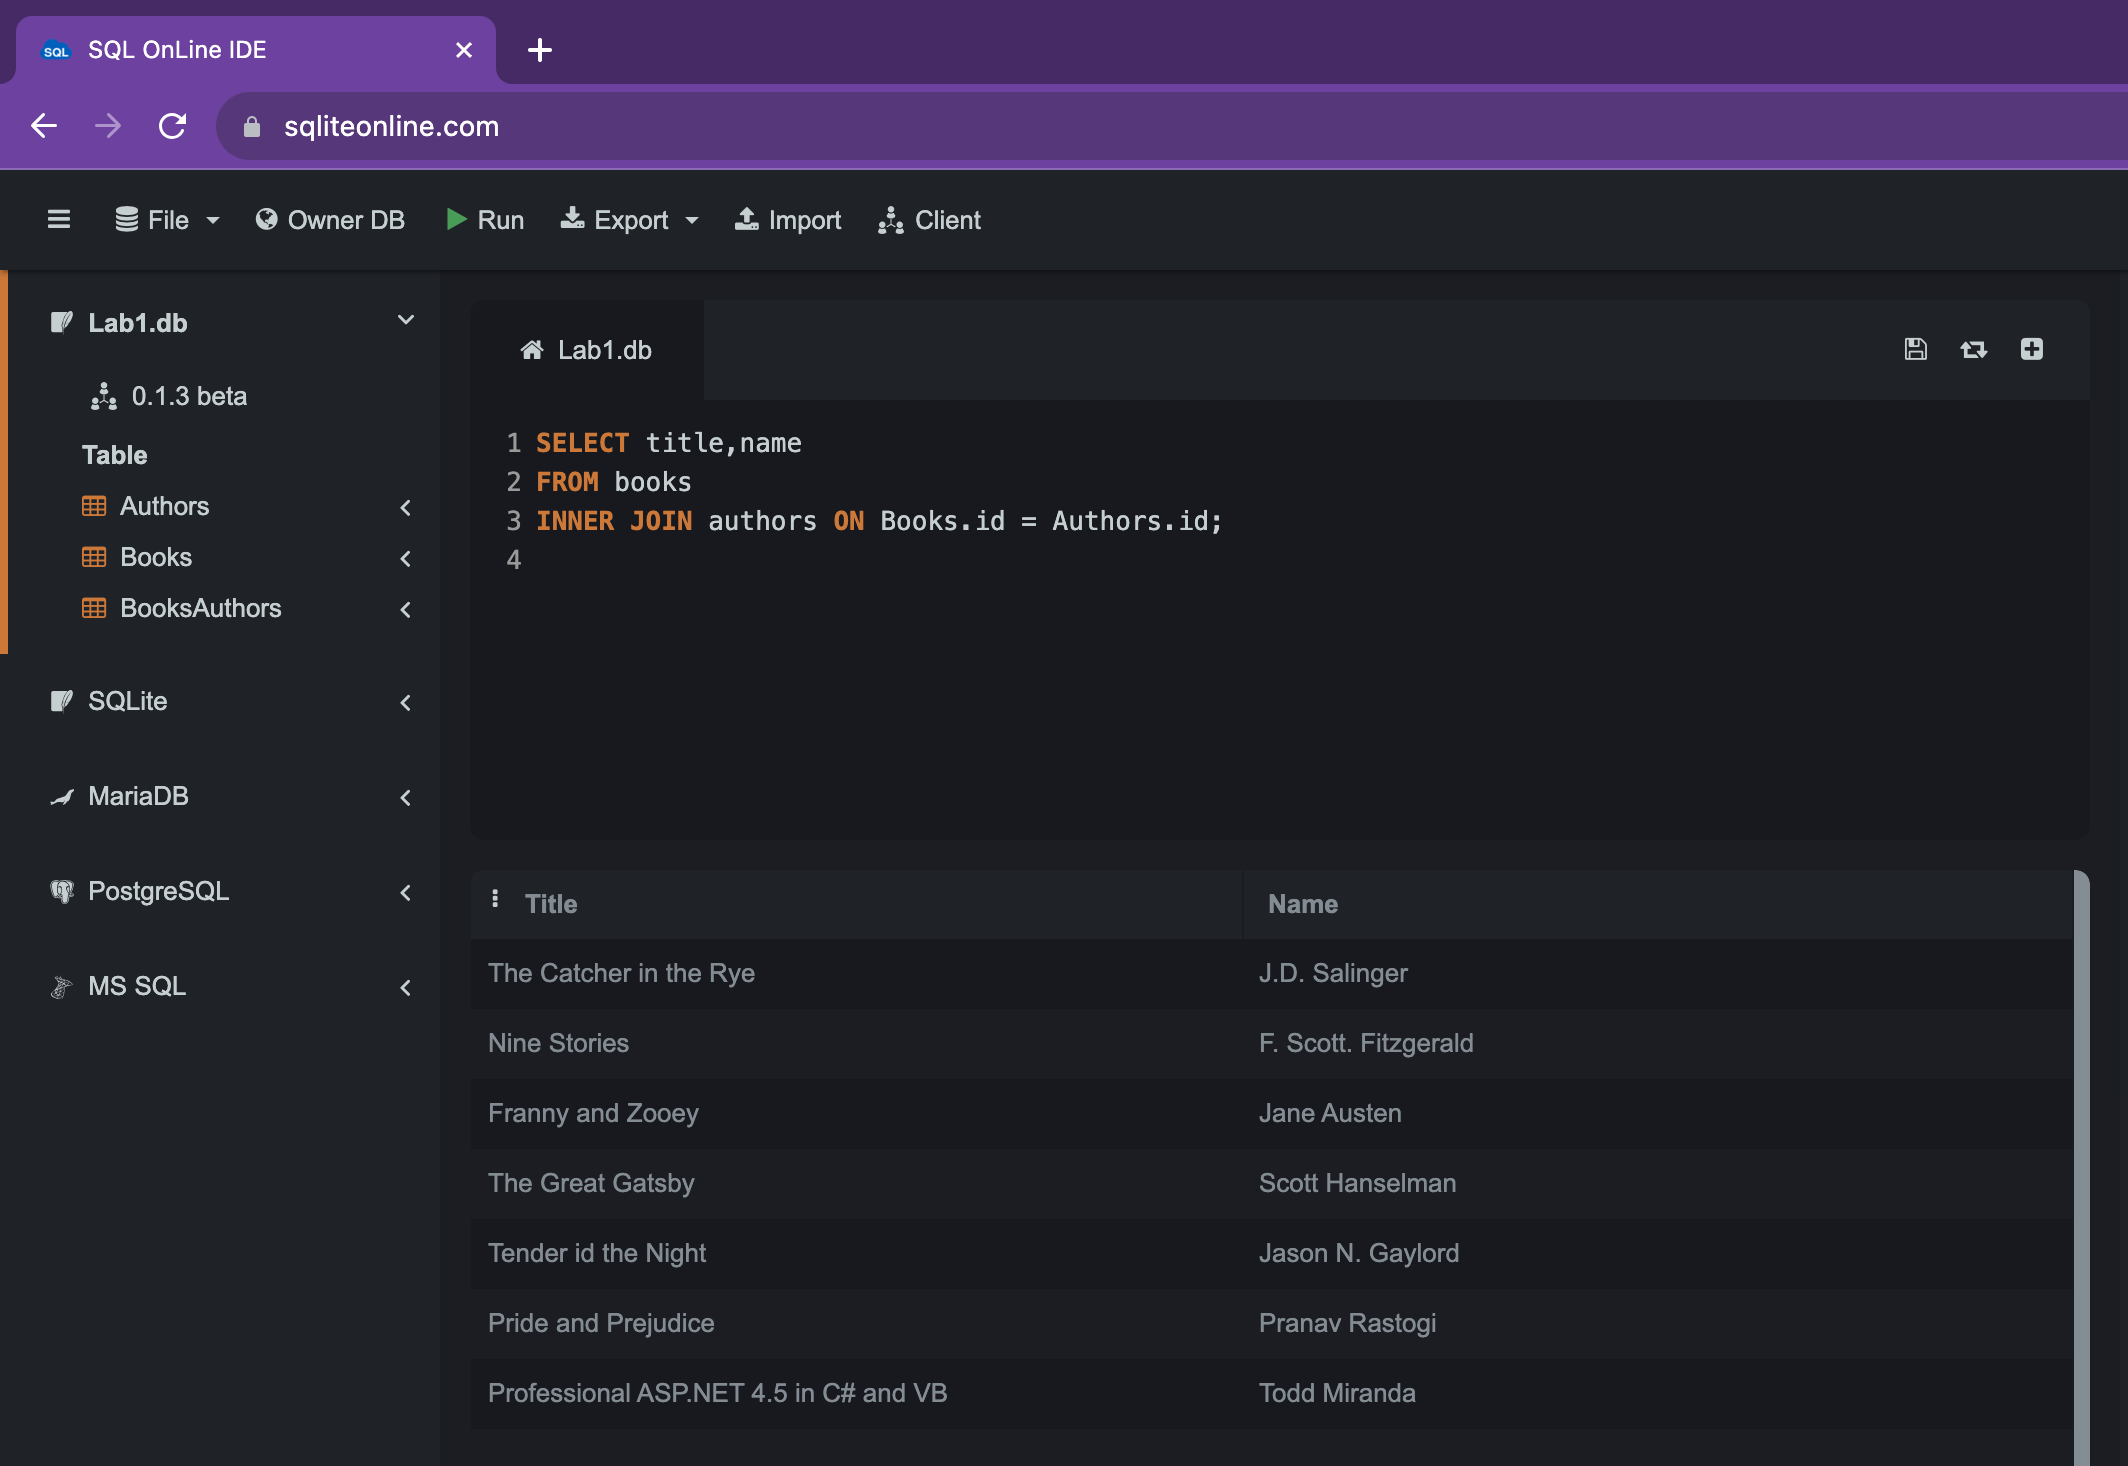 SQL SQL OnLine IDE
sqliteonline.com
File Owner DB Run Export Import Client
Lab1.db
0.1.3 beta
Table
Authors
Books
BooksAuthors
SQLite
MariaDB
PostgreSQL
MS SQL
Lab1.db
1 SELECT title,name
2 FROM books
3 INNER JOIN authors ON Books.id = Authors.id;
4
Title Name
The Catcher in the Rye J.D. Salinger
Nine Stories F. Scott. Fitzgerald
Franny and Zooey Jane Austen
The Great Gatsby Scott Hanselman
Tender id the Night Jason N. Gaylord
Pride and Prejudice Pranav Rastogi
Professional ASP.NET 4.5 in C# and VB Todd Miranda